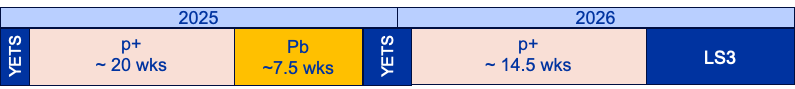 2025
2026
YETS
p+
~ 20 wks
Pb
~7.5 wks
YETS
p+
~ 14.5 wks
LS3